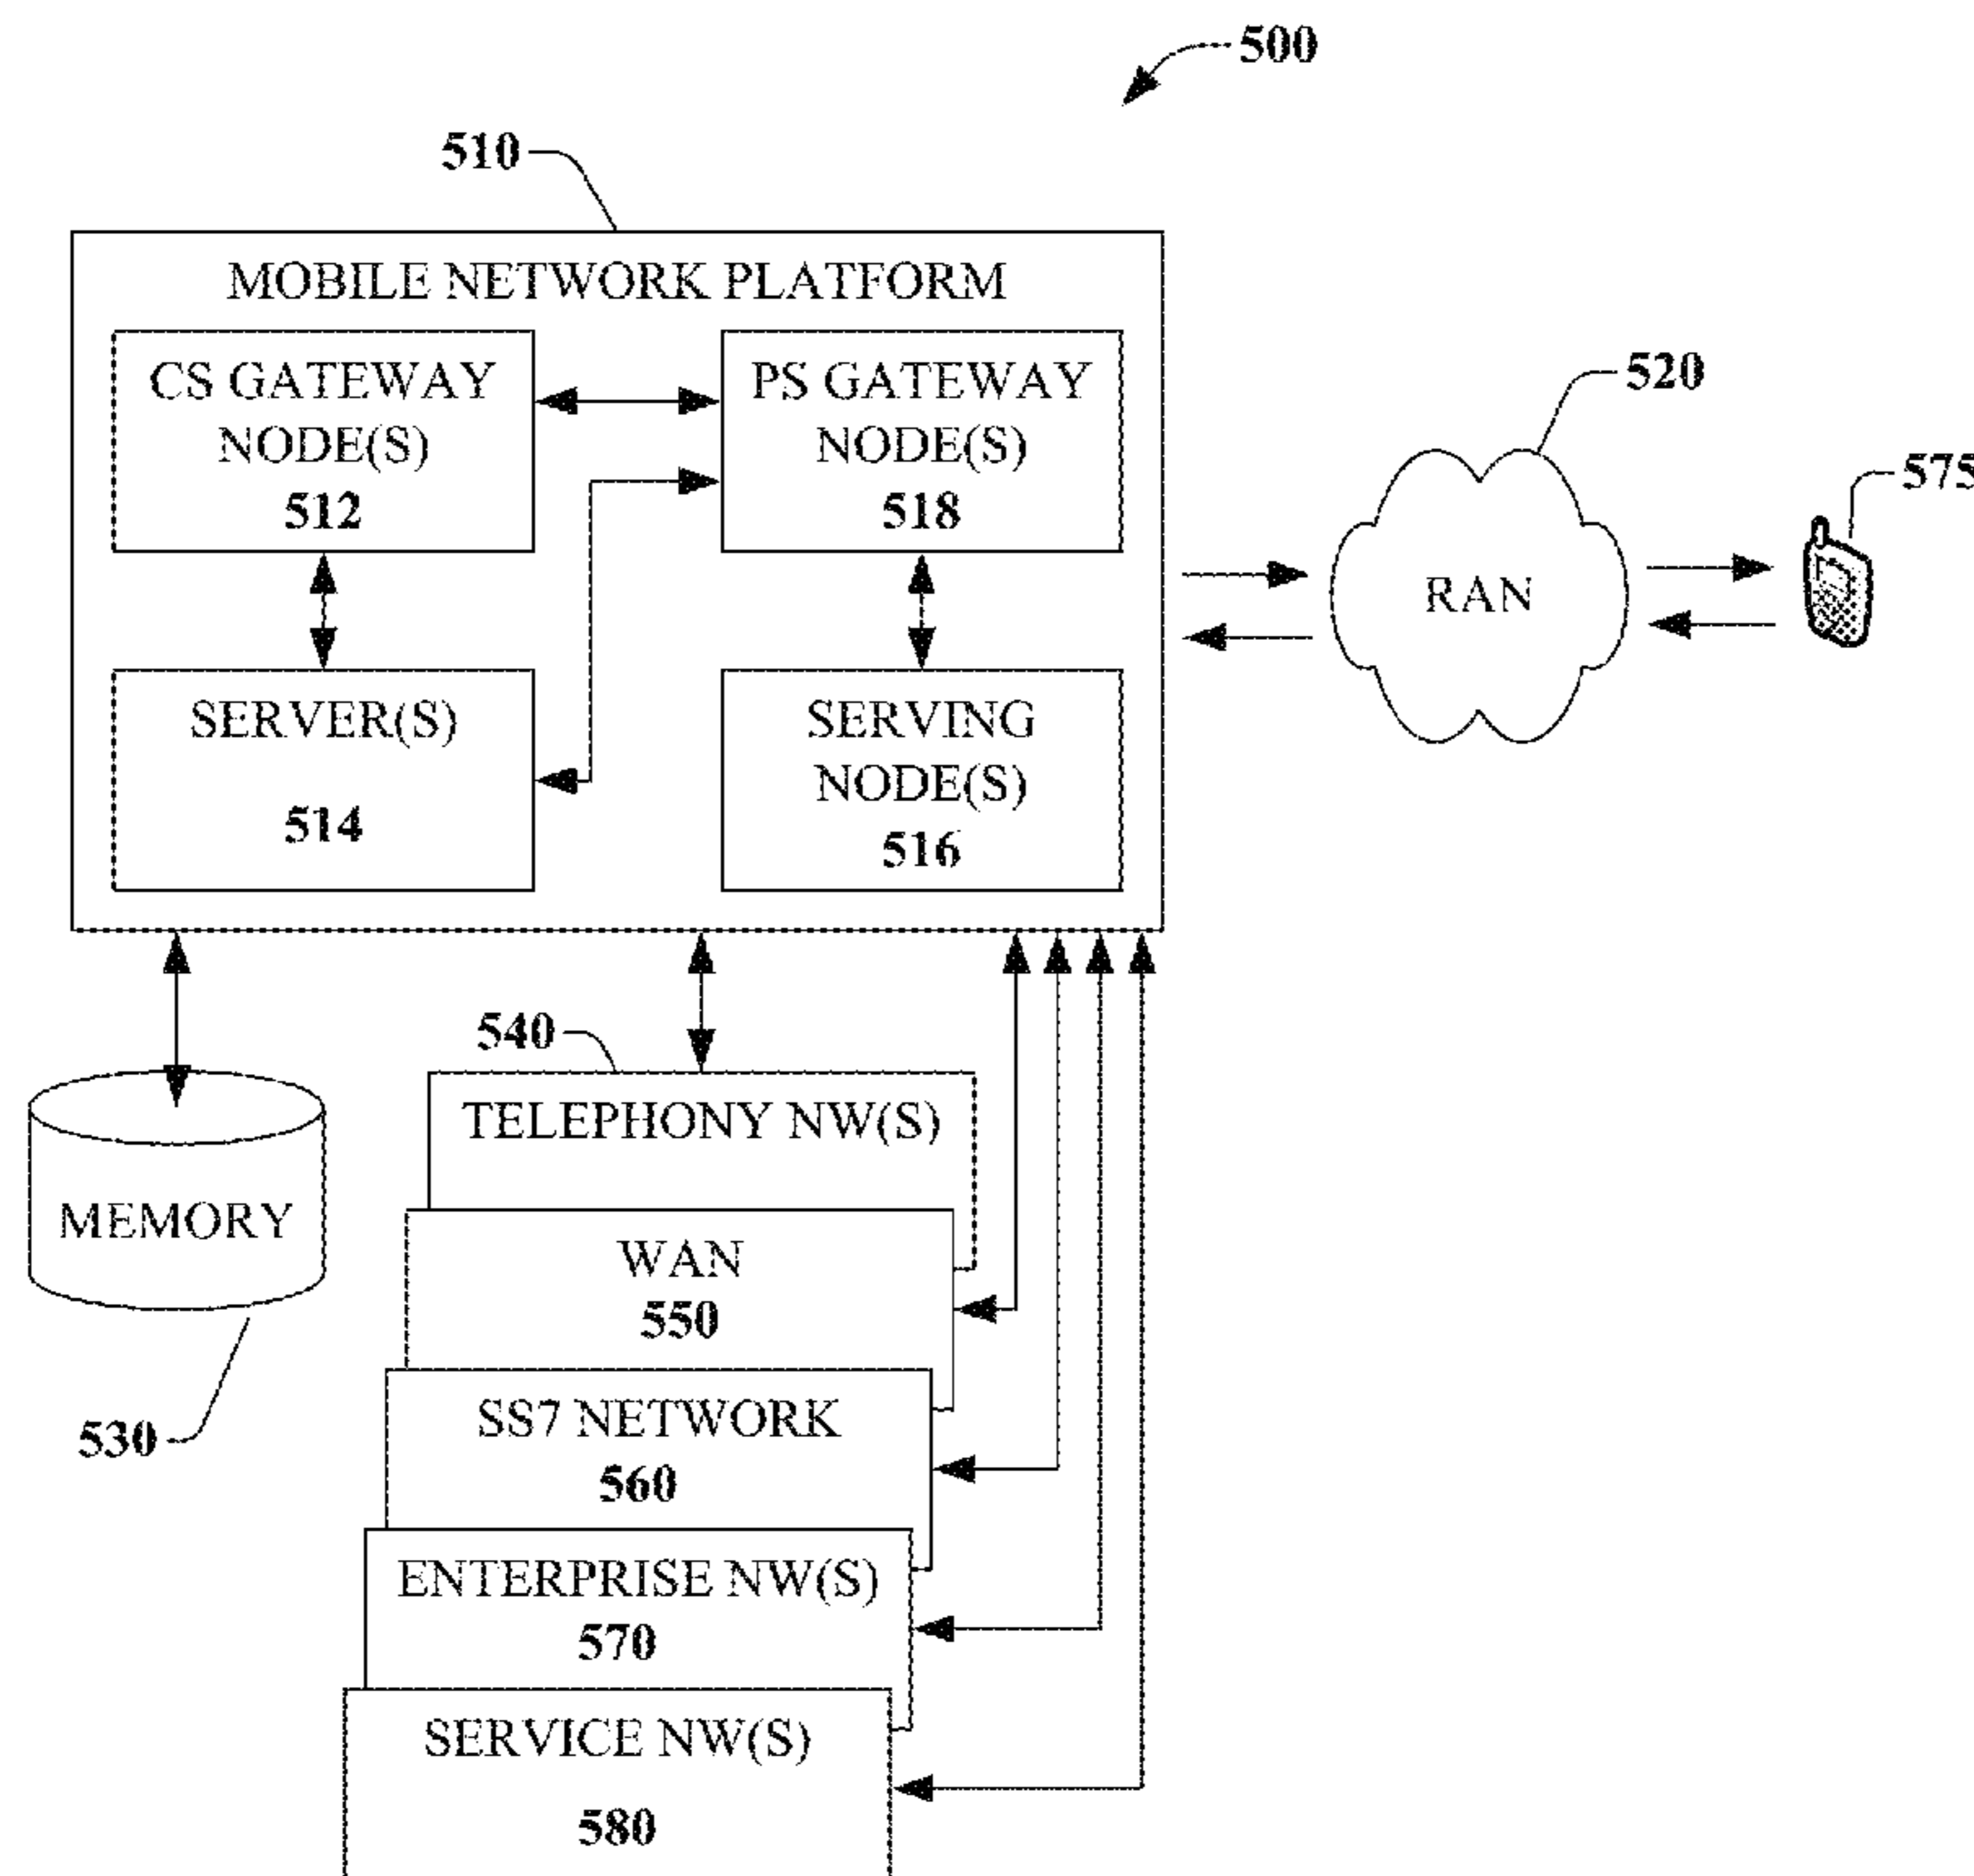 500
510
MOBILE NETWORK PLATFORM
CS GATEWAY
NODE(S)
512
PS GATEWAY
NODE(S)
518
SERVER(S)
514
SERVING
NODE(S)
516
520
RAN
575
540
TELEPHONY NW(S)
MEMORY
530
WAN
550
SS7 NETWORK
560
ENTERPRISE NW(S)
570
SERVICE NW(S)
580